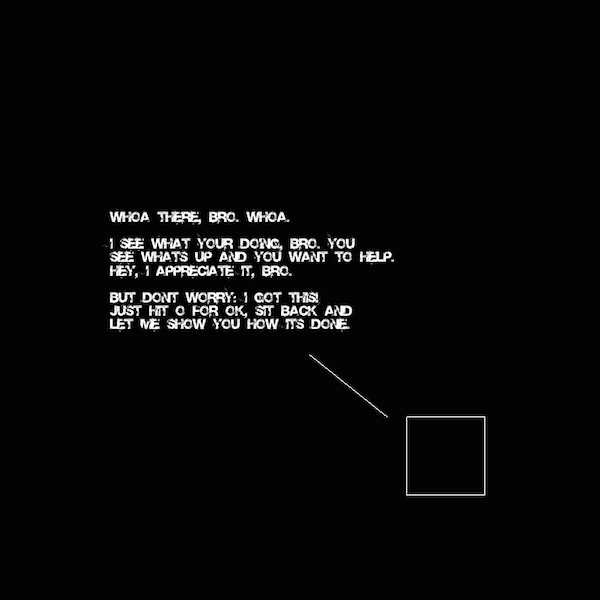 WHOA THERE, BRO. WHOA.
I SEE WHAT YOUR DOING, BRO. YOU
SEE WHATS UP AND YOU WANT TO HELP.
HEY, I APPRECIATE IT, BRO.
BUT DONT WORRY: I GOT THIS!
JUST HIT O FOR OK, SIT BACK AND
LET ME SHOW YOU HOW ITS DONE.